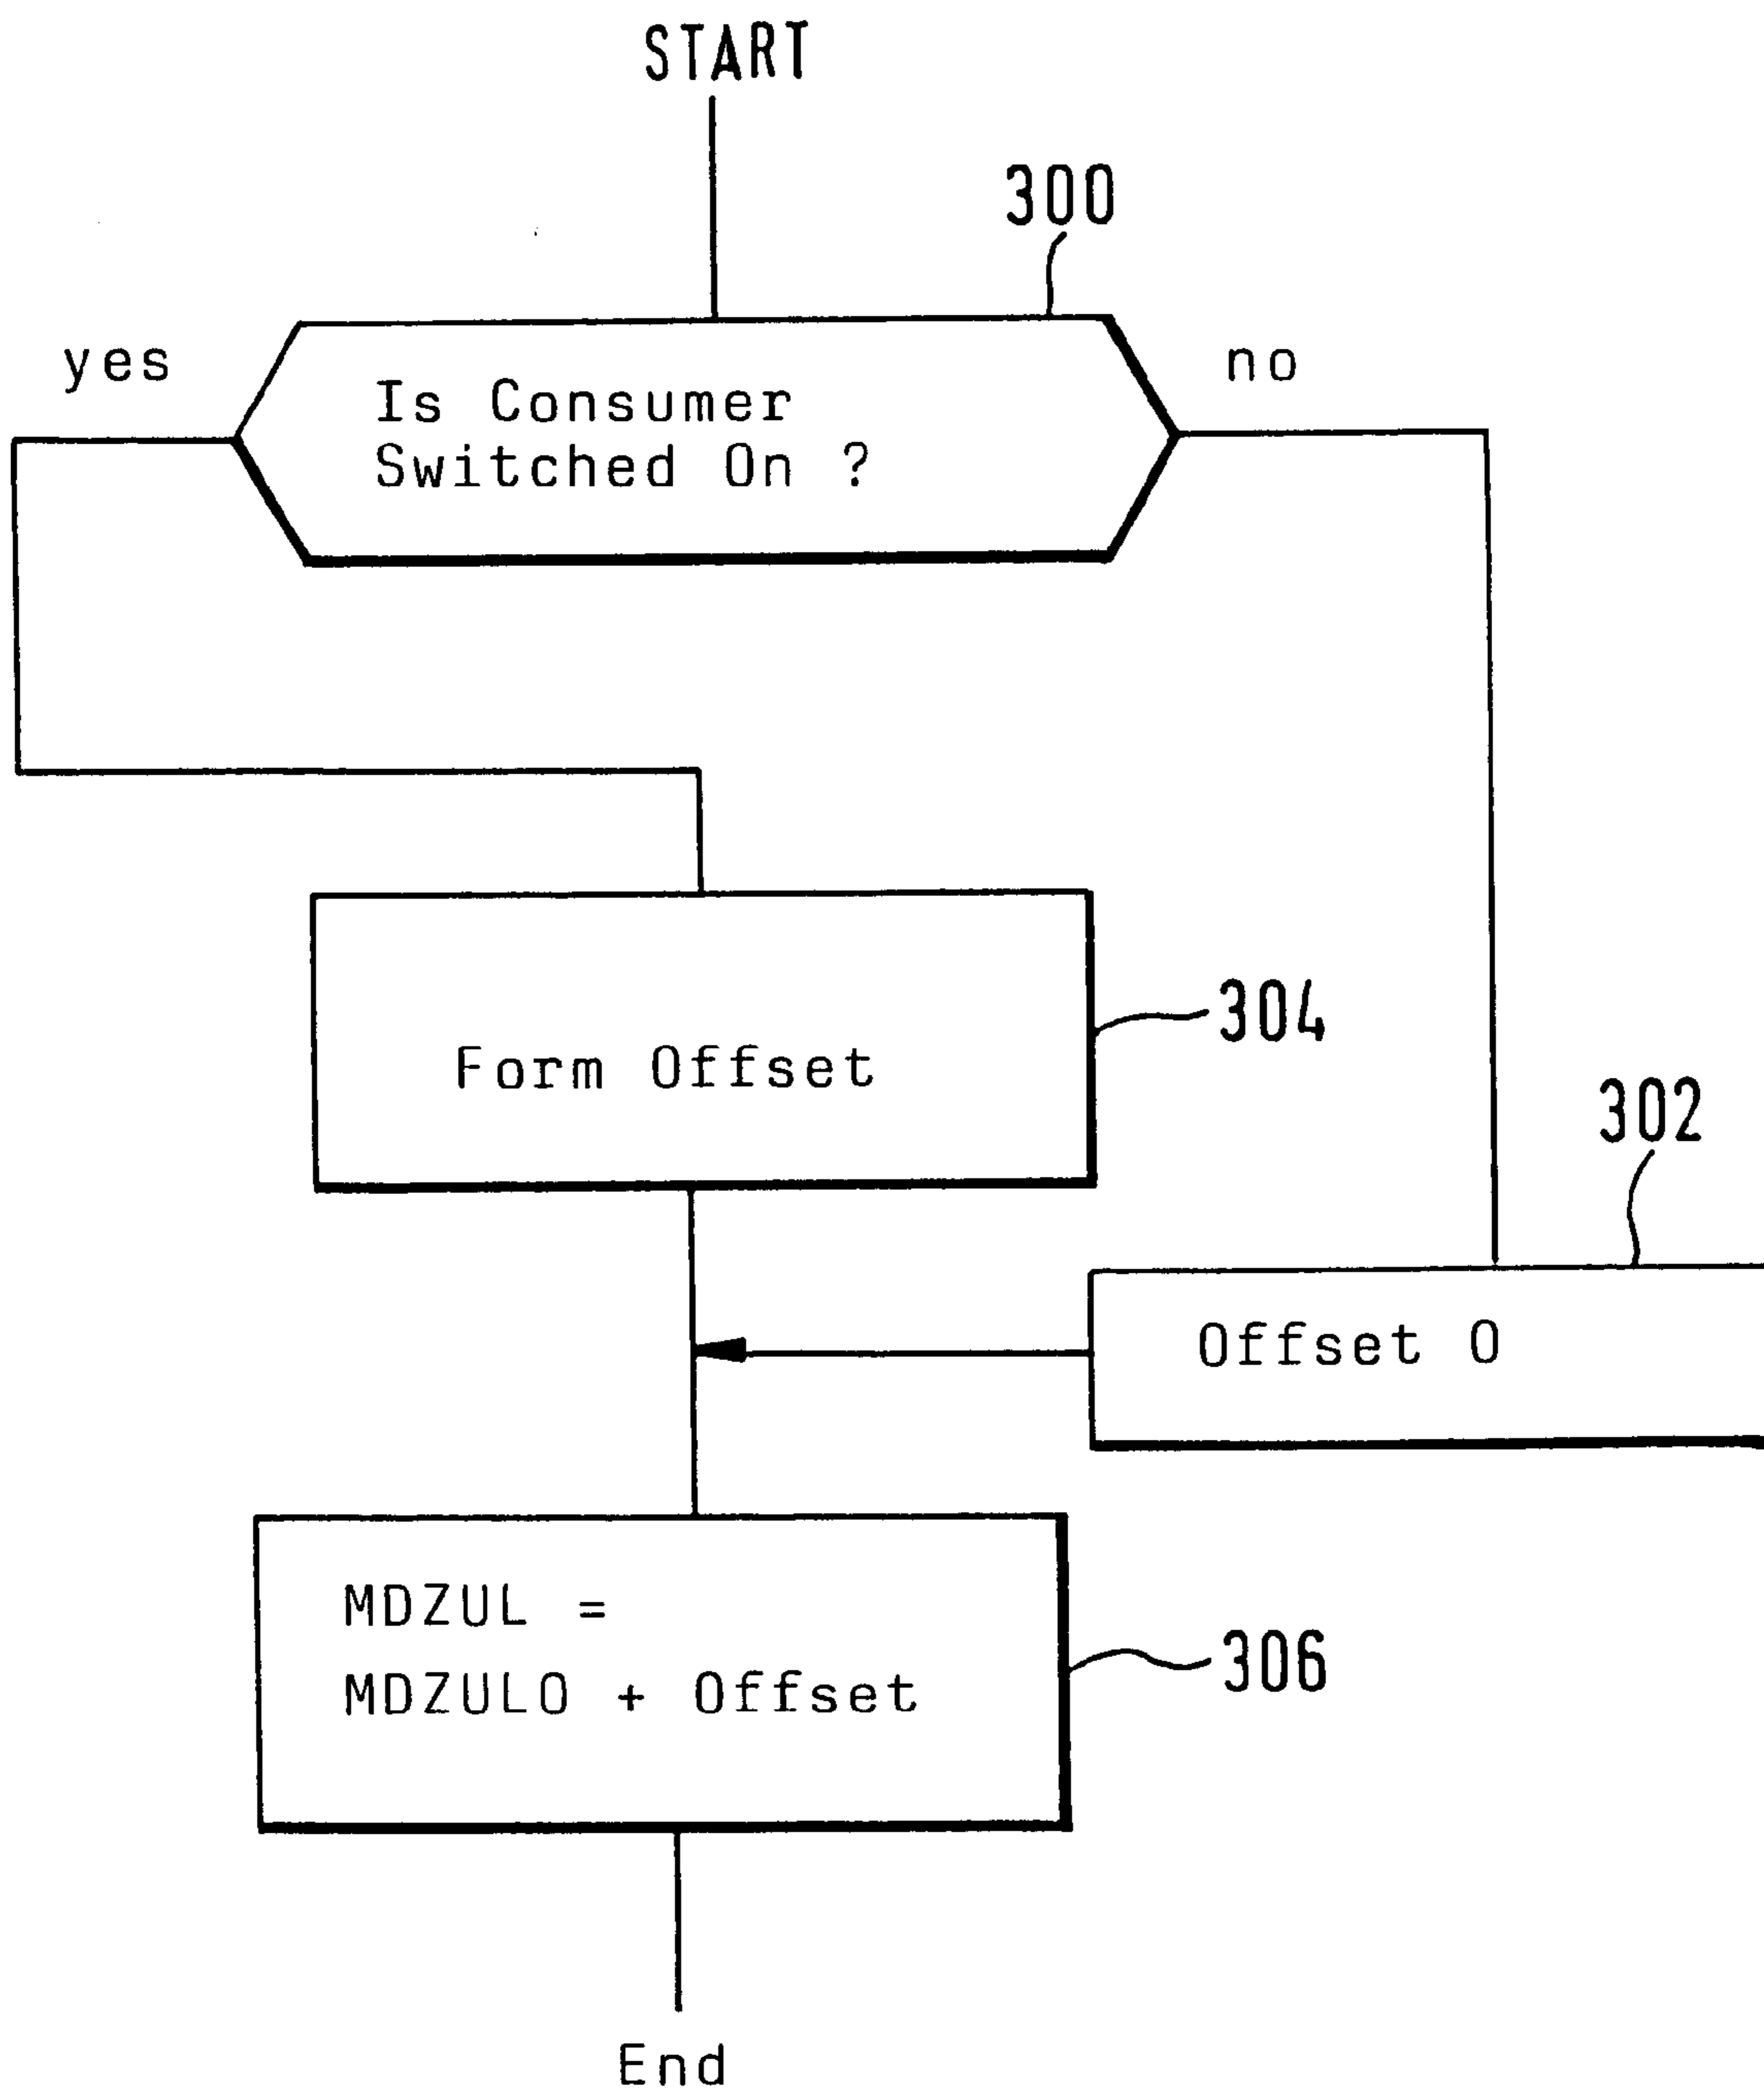 START
300
yes
no
Is Consumer
Switched On ?
304
Form Offset
302
Offset 0
MDZUL =
MDZUL0 + Offset
306
End